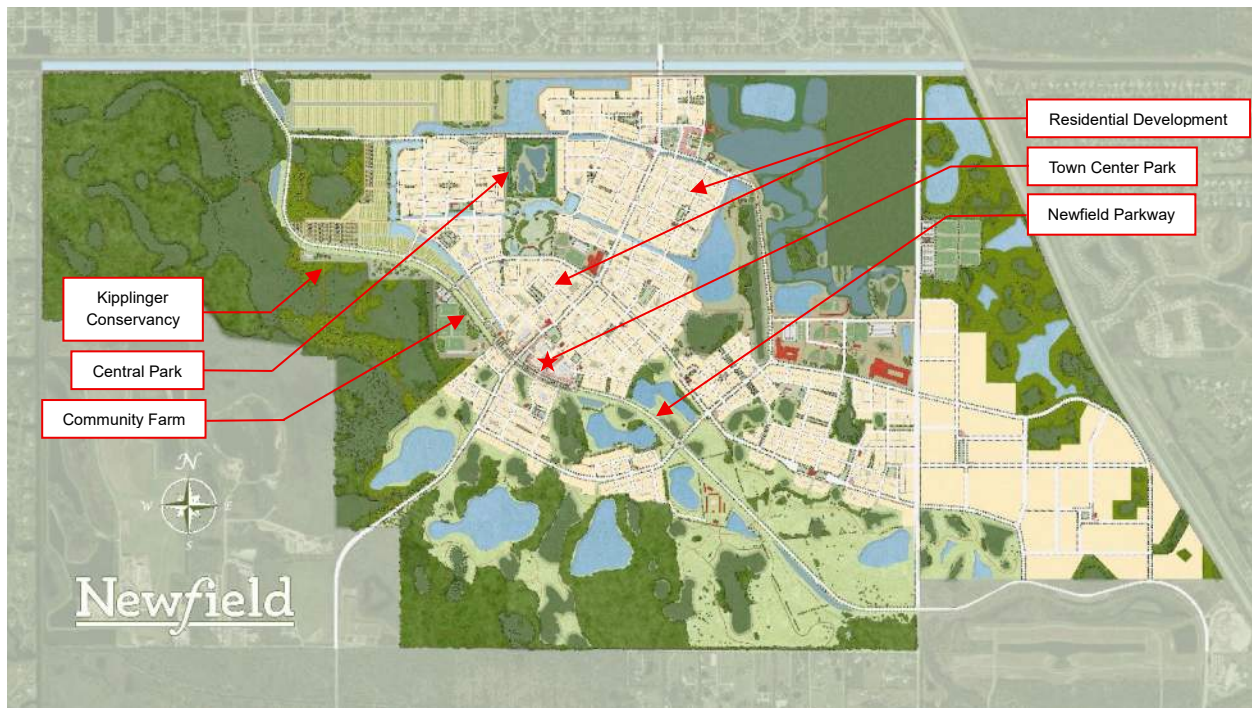 Residential Development
Town Center Park
Newfield Parkway
Kipplinger
Conservancy
Central Park
Community Farm
N
W
E
S
Newfield